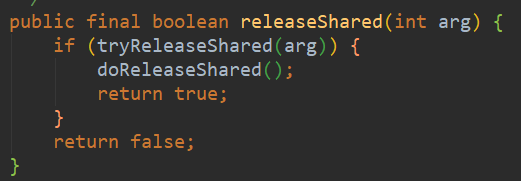 public final boolean releaseShared(int arg) {
    if (tryReleaseShared(arg)) {
        doReleaseShared();
        return true;
    }
    return false;
}